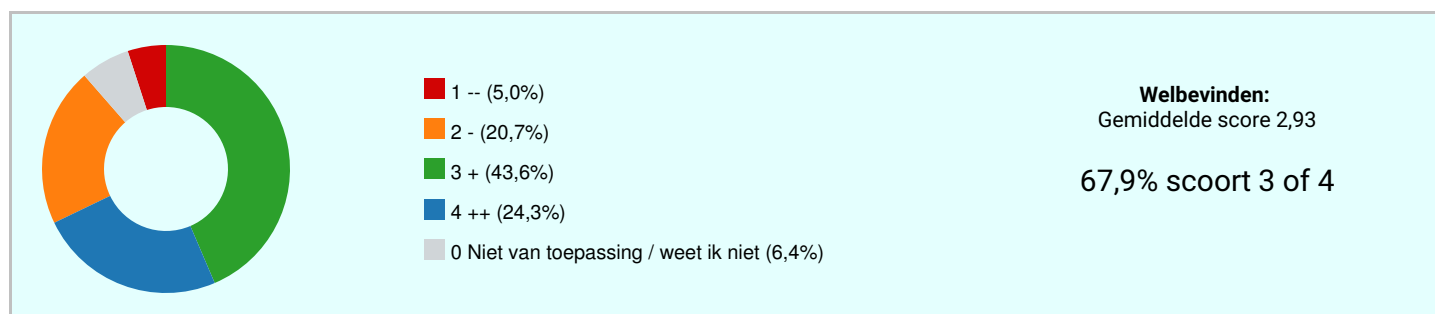 1 -- (5,0%)
2 - (20,7%)
3 + (43,6%)
4 ++ (24,3%)
0 Niet van toepassing / weet ik niet (6,4%)
Welbevinden:
Gemiddelde score 2,93
67,9% scoort 3 of 4